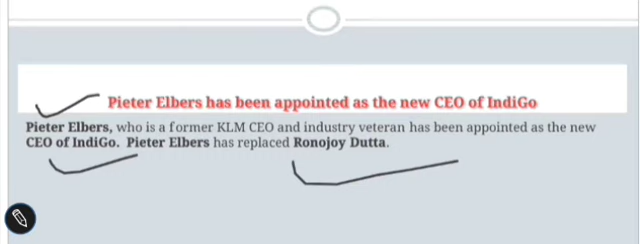 Pieter Elbers has been appointed as the new CEO of IndiGo
Pieter Elbers, who is a former KLM CEO and industry veteran has been appointed as the new
CEO of IndiGo. Pieter Elbers has replaced Ronojoy Dutta.